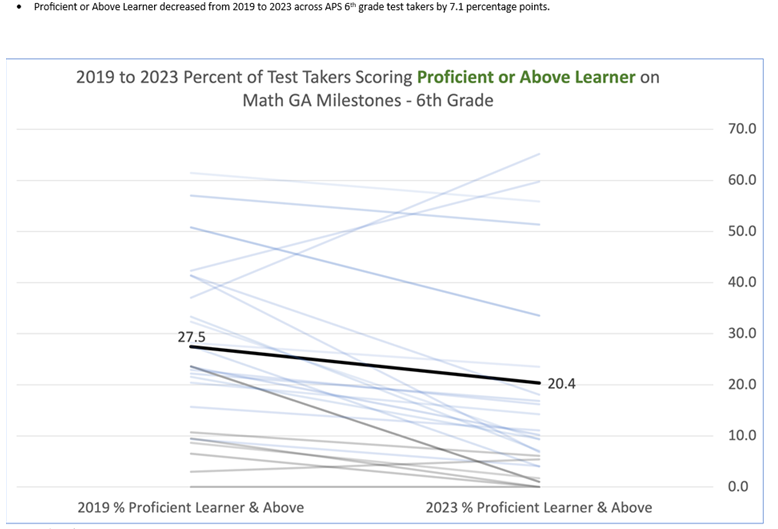 • Proficient or Above Learner decreased from 2019 to 2023 across APS 6th grade test takers by 7.1 percentage points.
2019 to 2023 Percent of Test Takers Scoring Proficient or Above Learner on
Math GA Milestones - 6th Grade
70.0
60.0
50.0
40.0
30.0
27.5
20.4
20.0
10.0
0.0
2019 % Proficient Learner & Above
2023 % Proficient Learner & Above